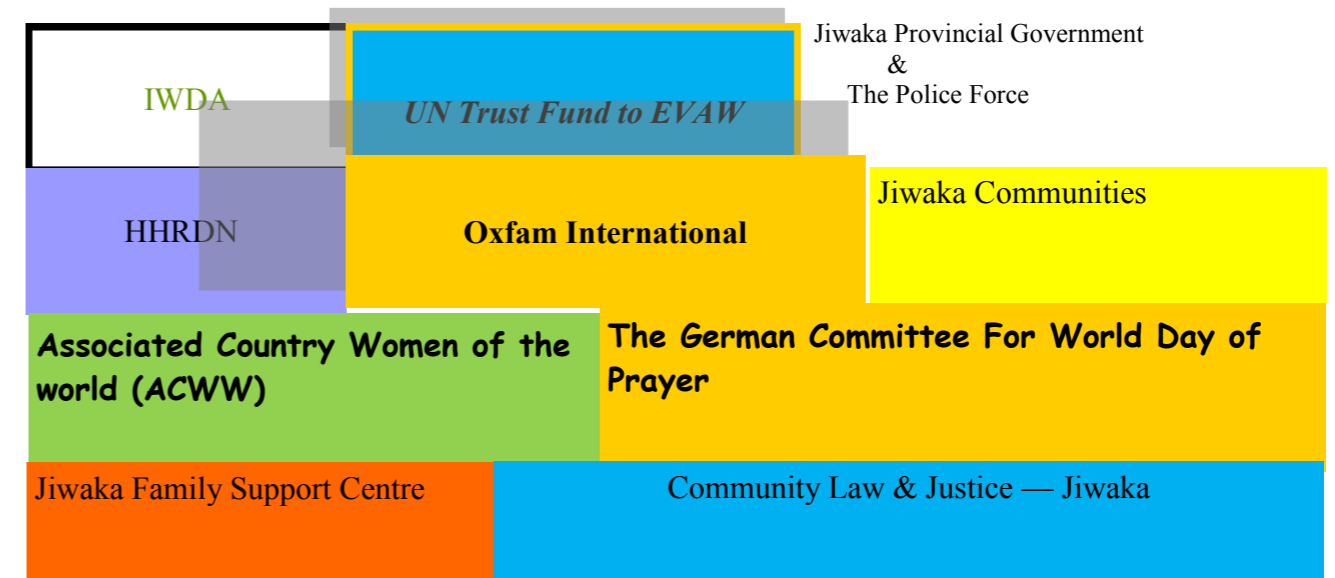 IWDA
UN Trust Fund to EVAW
Jiwaka Provincial Government
&
The Police Force
HHRDN
Oxfam International
Jiwaka Communities
Associated Country Women of the
world (ACWW)
The German Committee For World Day of
Prayer
Jiwaka Family Support Centre
Community Law & Justice — Jiwaka